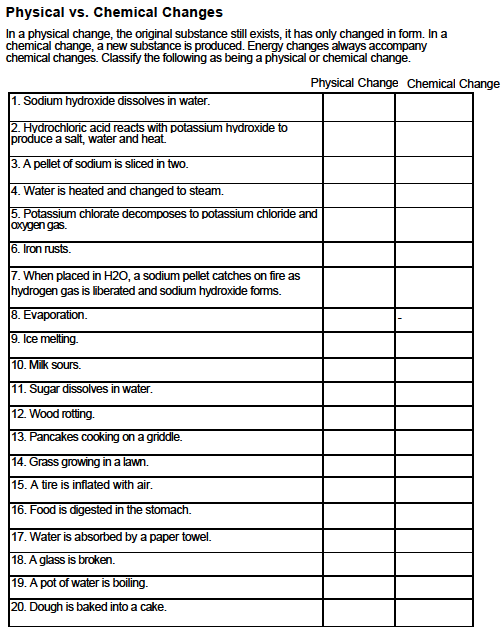 Physical vs. Chemical Changes
In a physical change, the original substance still exists, it has only changed in form. In a
chemical change, a new substance is produced. Energy changes always accompany
chemical changes. Classify the following as being a physical or chemical change.
Physical Change Chemical Change
1. Sodium hydroxide dissolves in water.
2. Hydrochloric acid reacts with potassium hydroxide to
produce a salt, water and heat.
3. A pellet of sodium is sliced in two.
4. Water is heated and changed to steam.
5. Potassium chlorate decomposes to potassium chloride and
oxygen gas.
6. Iron rusts.
7. When placed in H2O, a sodium pellet catches on fire as
hydrogen gas is liberated and sodium hydroxide forms.
8. Evaporation. -
9. Ice melting.
10. Milk sours.
11. Sugar dissolves in water.
12. Wood rotting.
13. Pancakes cooking on a griddle.
14. Grass growing in a lawn.
15. A tire is inflated with air.
16. Food is digested in the stomach.
17. Water is absorbed by a paper towel.
18. A glass is broken.
19. A pot of water is boiling.
20. Dough is baked into a cake.